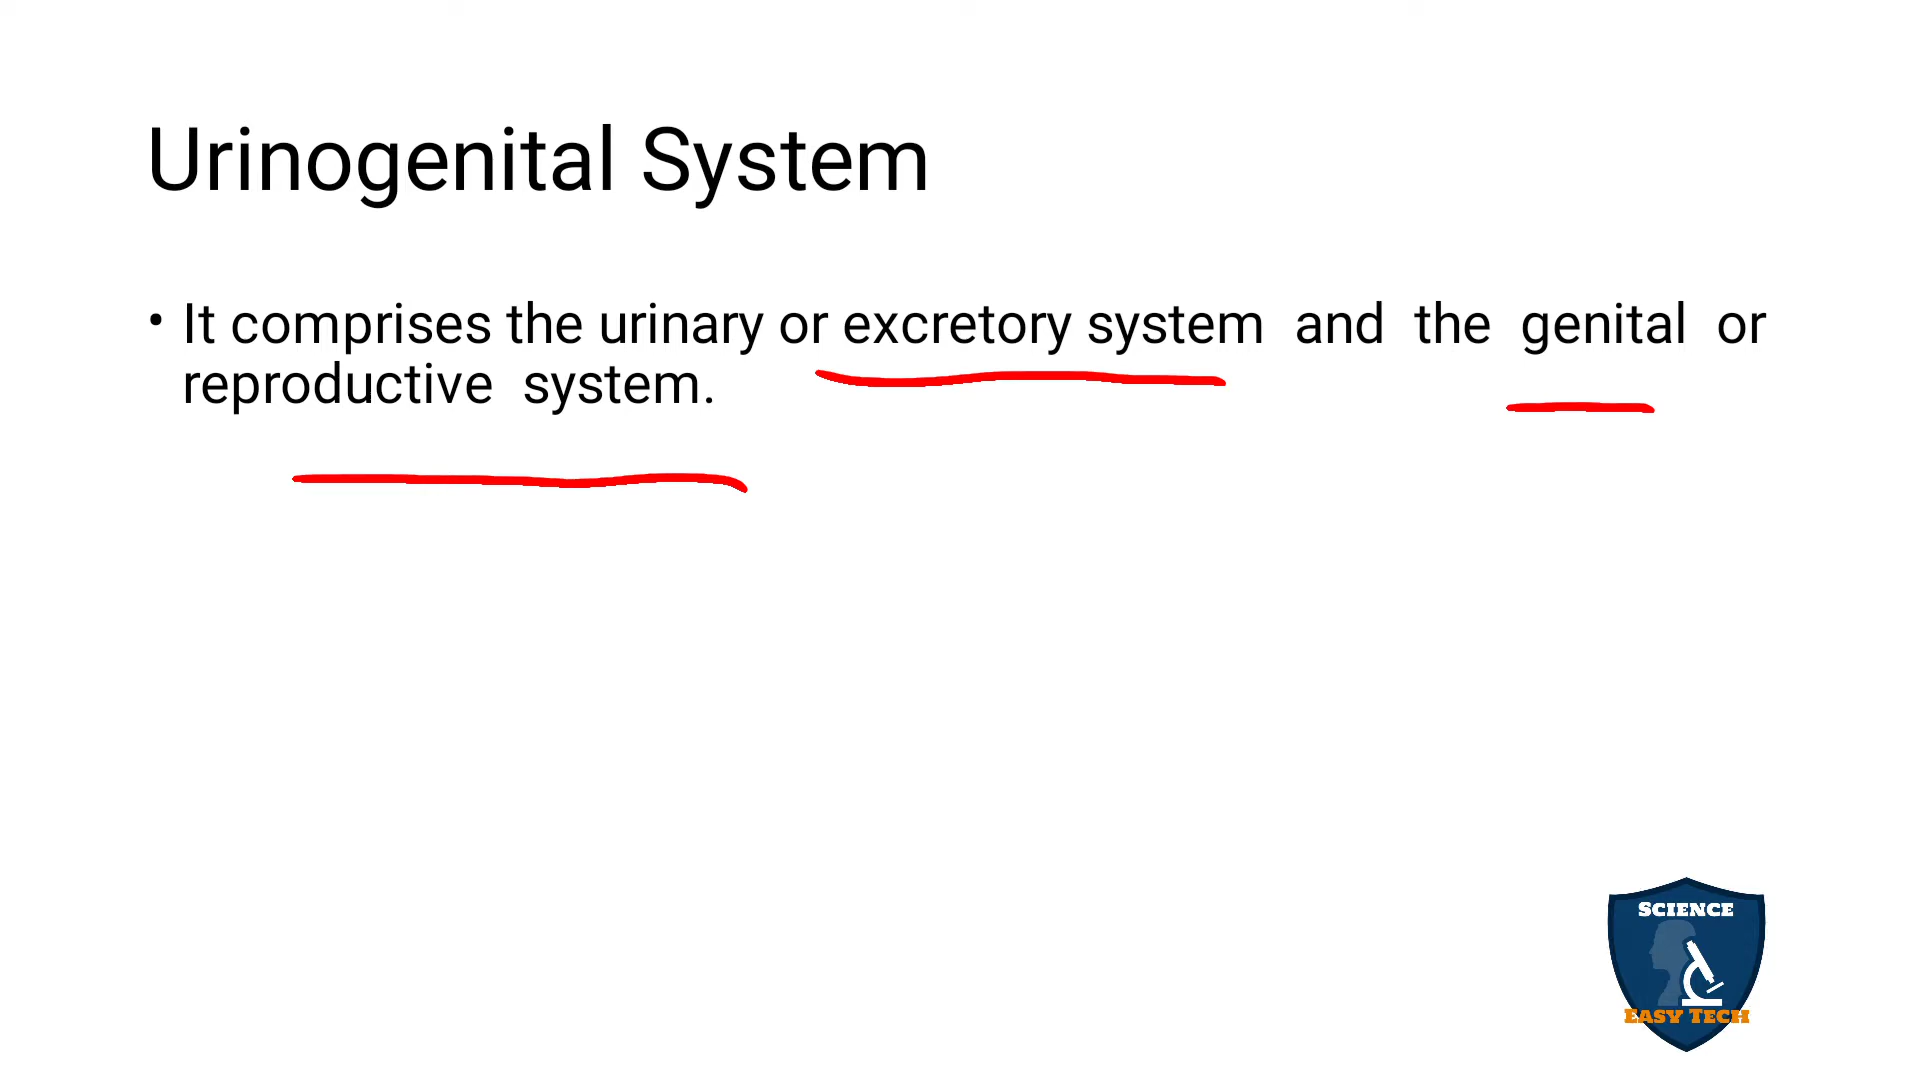 Urinogenital System
• It comprises the urinary or excretory system and the genital or
reproductive system.
SCIENCE
EASY TECH